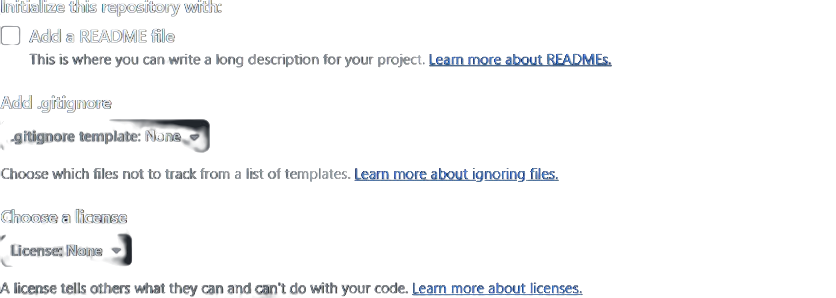 Initialize this repository with:
Add a README file
This is where you can write a long description for your project. Learn more about READMEs.
Add .gitignore
.gitignore template: None
Choose which files not to track from a list of templates. Learn more about ignoring files.
Choose a license
License: None
A license tells others what they can and can't do with your code. Learn more about licenses.